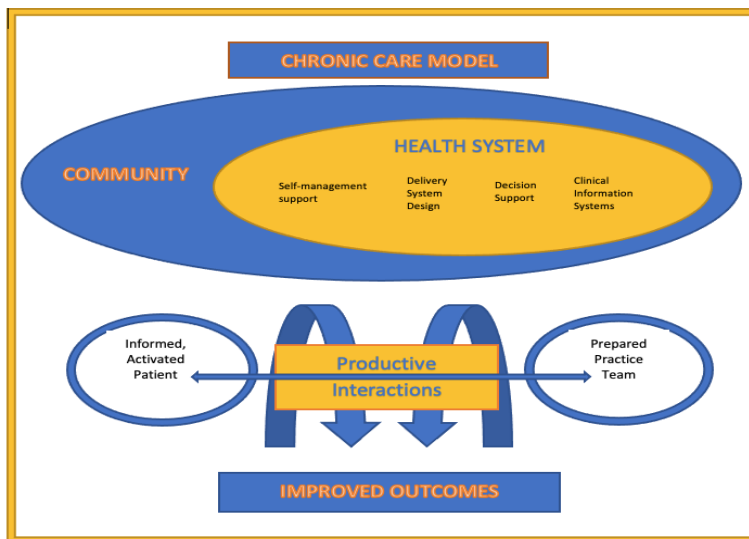 CHRONIC CARE MODEL
HEALTH SYSTEM
COMMUNITY
Self-management
support
Delivery
System
Design
Decision
Support
Clinical
Information
Systems
Informed,
Activated
Patient
Productive
Interactions
Prepared
Practice
Team
IMPROVED OUTCOMES